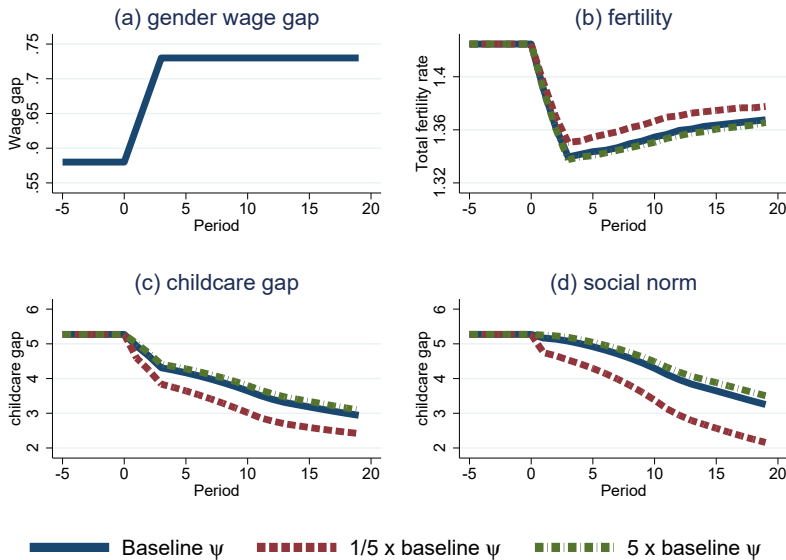 (a) gender wage gap
Wage gap
.75
.7
.65
.6
.55
-5 0 5 10 15 20
Period
(b) fertility
Total fertility rate
1.4
1.36
1.32
-5 0 5 10 15 20
Period
(c) childcare gap
childcare gap
6
5
4
3
2
-5 0 5 10 15 20
Period
(d) social norm
childcare gap
6
5
4
3
2
-5 0 5 10 15 20
Period
Baseline ψ 1/5 x baseline ψ 5 x baseline ψ